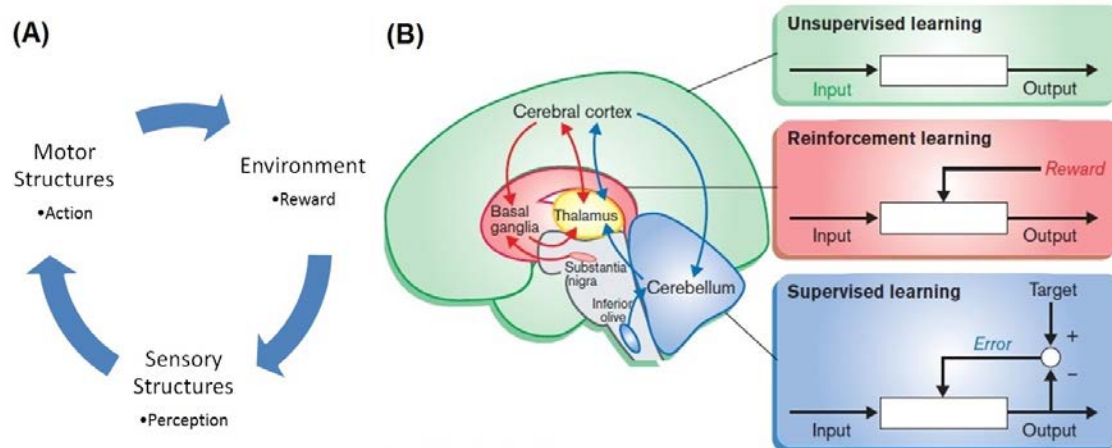 (A)
Motor
Structures
•Action
Environment
•Reward
Sensory
Structures
•Perception
(B)
Cerebral cortex
Basal
ganglia
Thalamus
Substantia
nigra
Inferior
olive
Cerebellum
Unsupervised learning
Input
Output
Reinforcement learning
Reward
Input
Output
Supervised learning
Target
+
Error
−
Input
Output